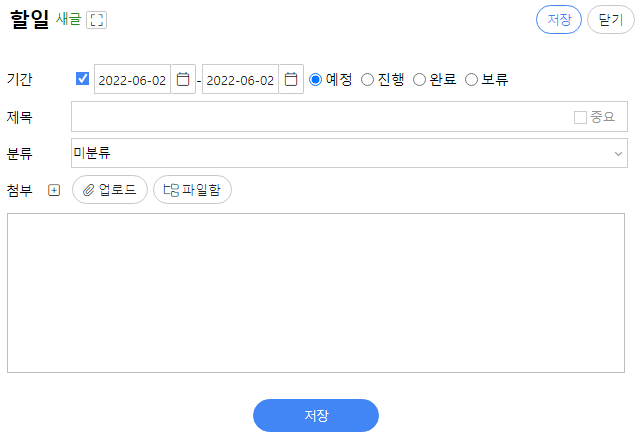 할일 새글 저장 닫기
기간 2022-06-02 - 2022-06-02 예정 진행 완료 보류
제목 중요
분류 미분류
첨부 업로드 파일함
저장